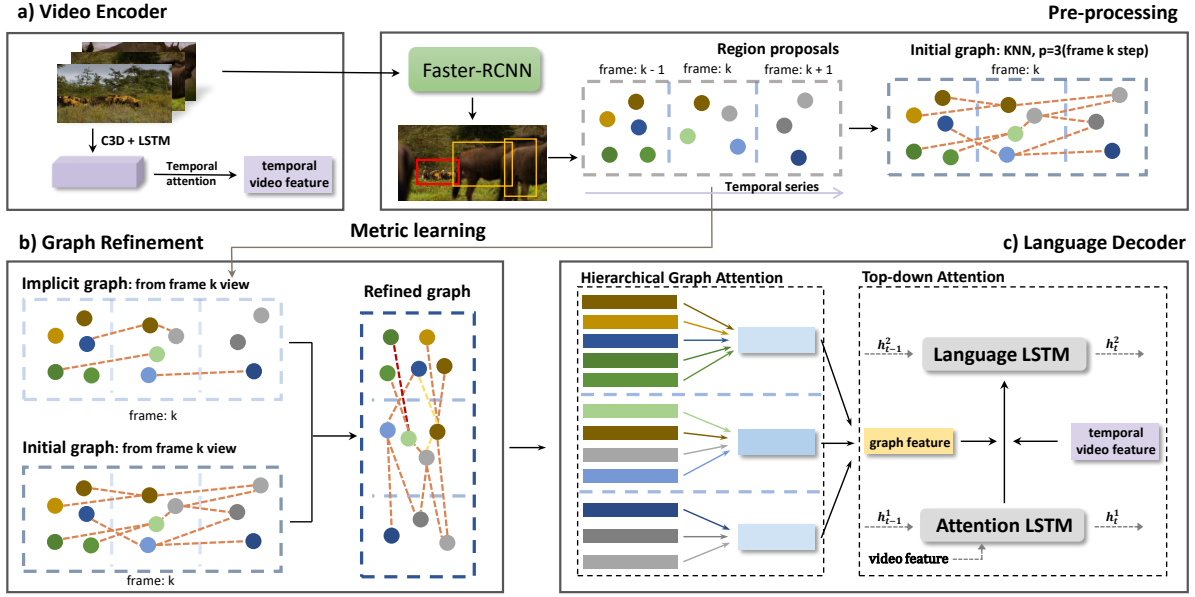 a) Video Encoder
Pre-processing
C3D + LSTM
Temporal
attention
temporal
video feature
Faster-RCNN
Region proposals
frame: k - 1
frame: k
frame: k + 1
Temporal series
Initial graph: KNN, p=3(frame k step)
frame: k
Metric learning
b) Graph Refinement
Implicit graph: from frame k view
frame: k
Initial graph: from frame k view
frame: k
Refined graph
c) Language Decoder
Hierarchical Graph Attention
Top-down Attention
h²ₜ₋₁
Language LSTM
h²ₜ
graph feature
temporal
video feature
h¹ₜ₋₁
Attention LSTM
h¹ₜ
video feature